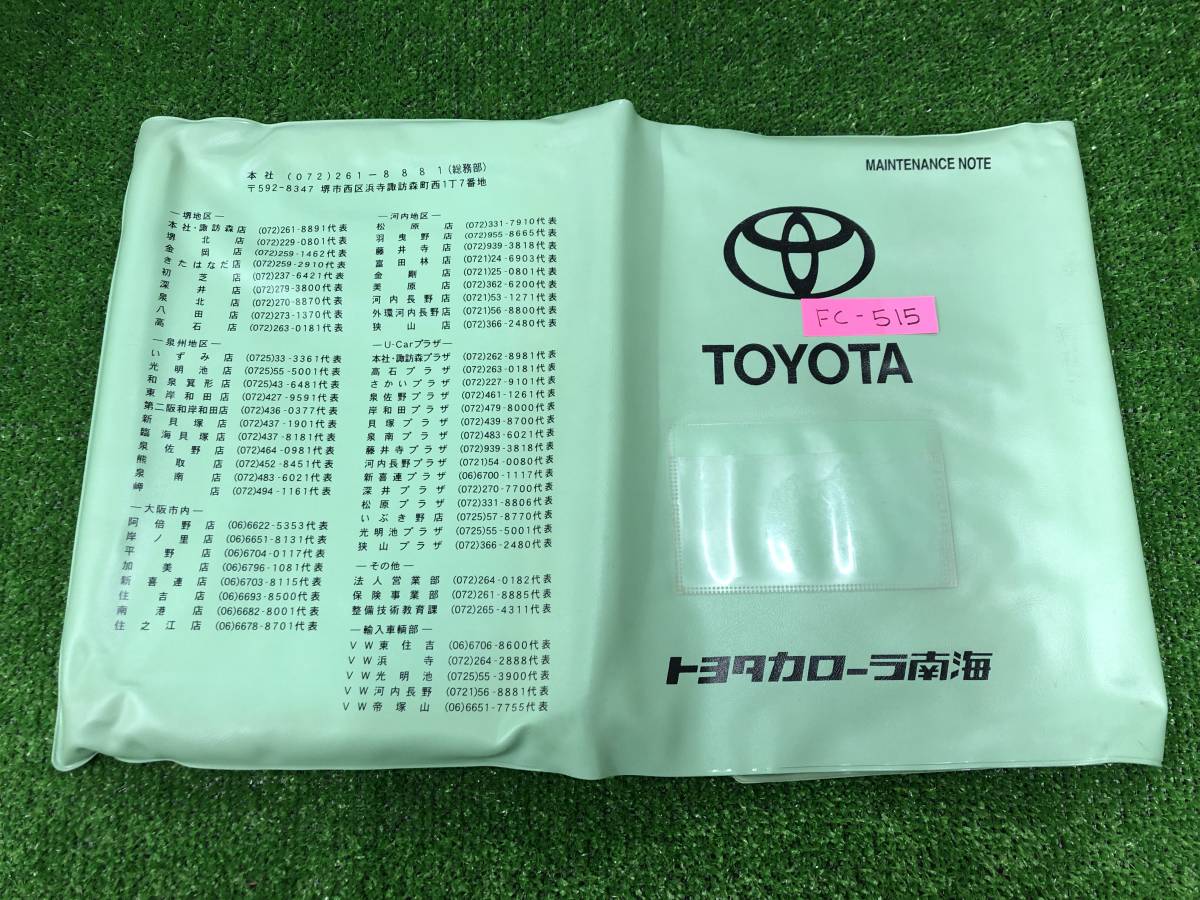 本社 (072)261-8881(総務部)
〒592-8347 堺市西区浜寺諏訪森町西1丁7番地
―堺地区―
本社・諏訪森店 (072)261-8891代表
堺北店 (072)229-0801代表
金岡店 (072)259-1462代表
きたはなだ店 (072)259-2910代表
初芝店 (072)237-6421代表
深井店 (072)279-3800代表
泉北店 (072)270-8870代表
八田店 (072)273-1370代表
高石店 (072)263-0181代表
―泉州地区―
いずみ店 (0725)33-3361代表
光明池店 (0725)55-5001代表
和泉箕形店 (0725)43-6481代表
東岸和田店 (072)427-9591代表
第二阪和岸和田店 (072)436-0377代表
新貝塚店 (072)437-1901代表
臨海貝塚店 (072)437-8181代表
泉佐野店 (072)464-0981代表
熊取店 (072)452-8451代表
泉南店 (072)483-6021代表
岬店 (072)494-1161代表
―大阪市内―
阿倍野店 (06)6622-5353代表
岸ノ里店 (06)6651-8131代表
平野店 (06)6704-0117代表
加美店 (06)6796-1081代表
新喜連店 (06)6703-8115代表
住吉店 (06)6693-8500代表
南港店 (06)6682-8001代表
住之江店 (06)6678-8701代表
―河内地区―
松原店 (072)331-7910代表
羽曳野店 (072)955-8665代表
藤井寺店 (072)939-3818代表
富田林店 (0721)24-6903代表
金剛店 (0721)25-0801代表
美原店 (072)362-6200代表
河内長野店 (0721)53-1271代表
外環河内長野店 (0721)56-8800代表
狭山店 (072)366-2480代表
―U-Carプラザ―
本社・諏訪森プラザ (072)262-8981代表
高石プラザ (072)263-0181代表
さかいプラザ (072)227-9101代表
泉佐野プラザ (072)461-1261代表
岸和田プラザ (072)479-8000代表
貝塚プラザ (072)439-8700代表
泉南プラザ (072)483-6021代表
藤井寺プラザ (072)939-3818代表
河内長野プラザ (0721)54-0080代表
新喜連プラザ (06)6700-1117代表
深井プラザ (072)270-7700代表
松原プラザ (072)331-8806代表
いぶき野店 (0725)57-8770代表
光明池プラザ (0725)55-5001代表
狭山プラザ (072)366-2480代表
―その他―
法人営業部 (072)264-0182代表
保険事業部 (072)261-8885代表
整備技術教育課 (072)265-4311代表
―輸入車輌部―
VW東住吉 (06)6706-8600代表
VW浜寺 (072)264-2888代表
VW光明池 (0725)55-3900代表
VW河内長野 (0721)56-8881代表
VW帝塚山 (06)6651-7755代表
MAINTENANCE NOTE
FC-515
TOYOTA
トヨタカローラ南海